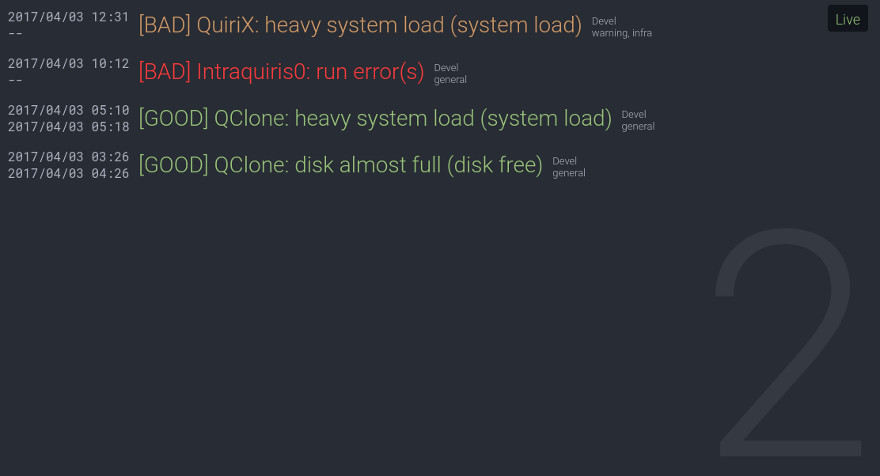 2017/04/03 12:31 [BAD] QuiriX: heavy system load (system load) Devel
-- warning, infra
Live
2017/04/03 10:12 [BAD] Intraquiris0: run error(s) Devel
-- general
2017/04/03 05:10 [GOOD] QClone: heavy system load (system load) Devel
2017/04/03 05:18 general
2017/04/03 03:26 [GOOD] QClone: disk almost full (disk free) Devel
2017/04/03 04:26 general
2